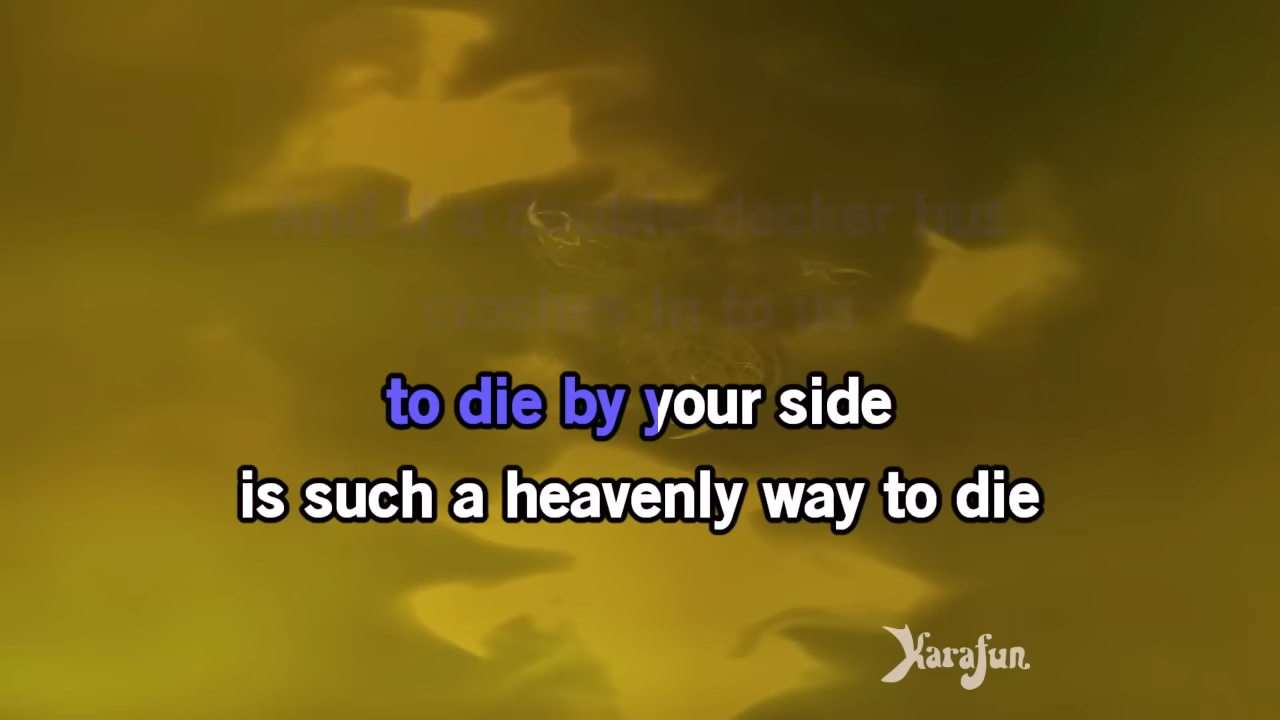 And if a double-decker bus
crashes in to us
to die by your side
is such a heavenly way to die
Karafun